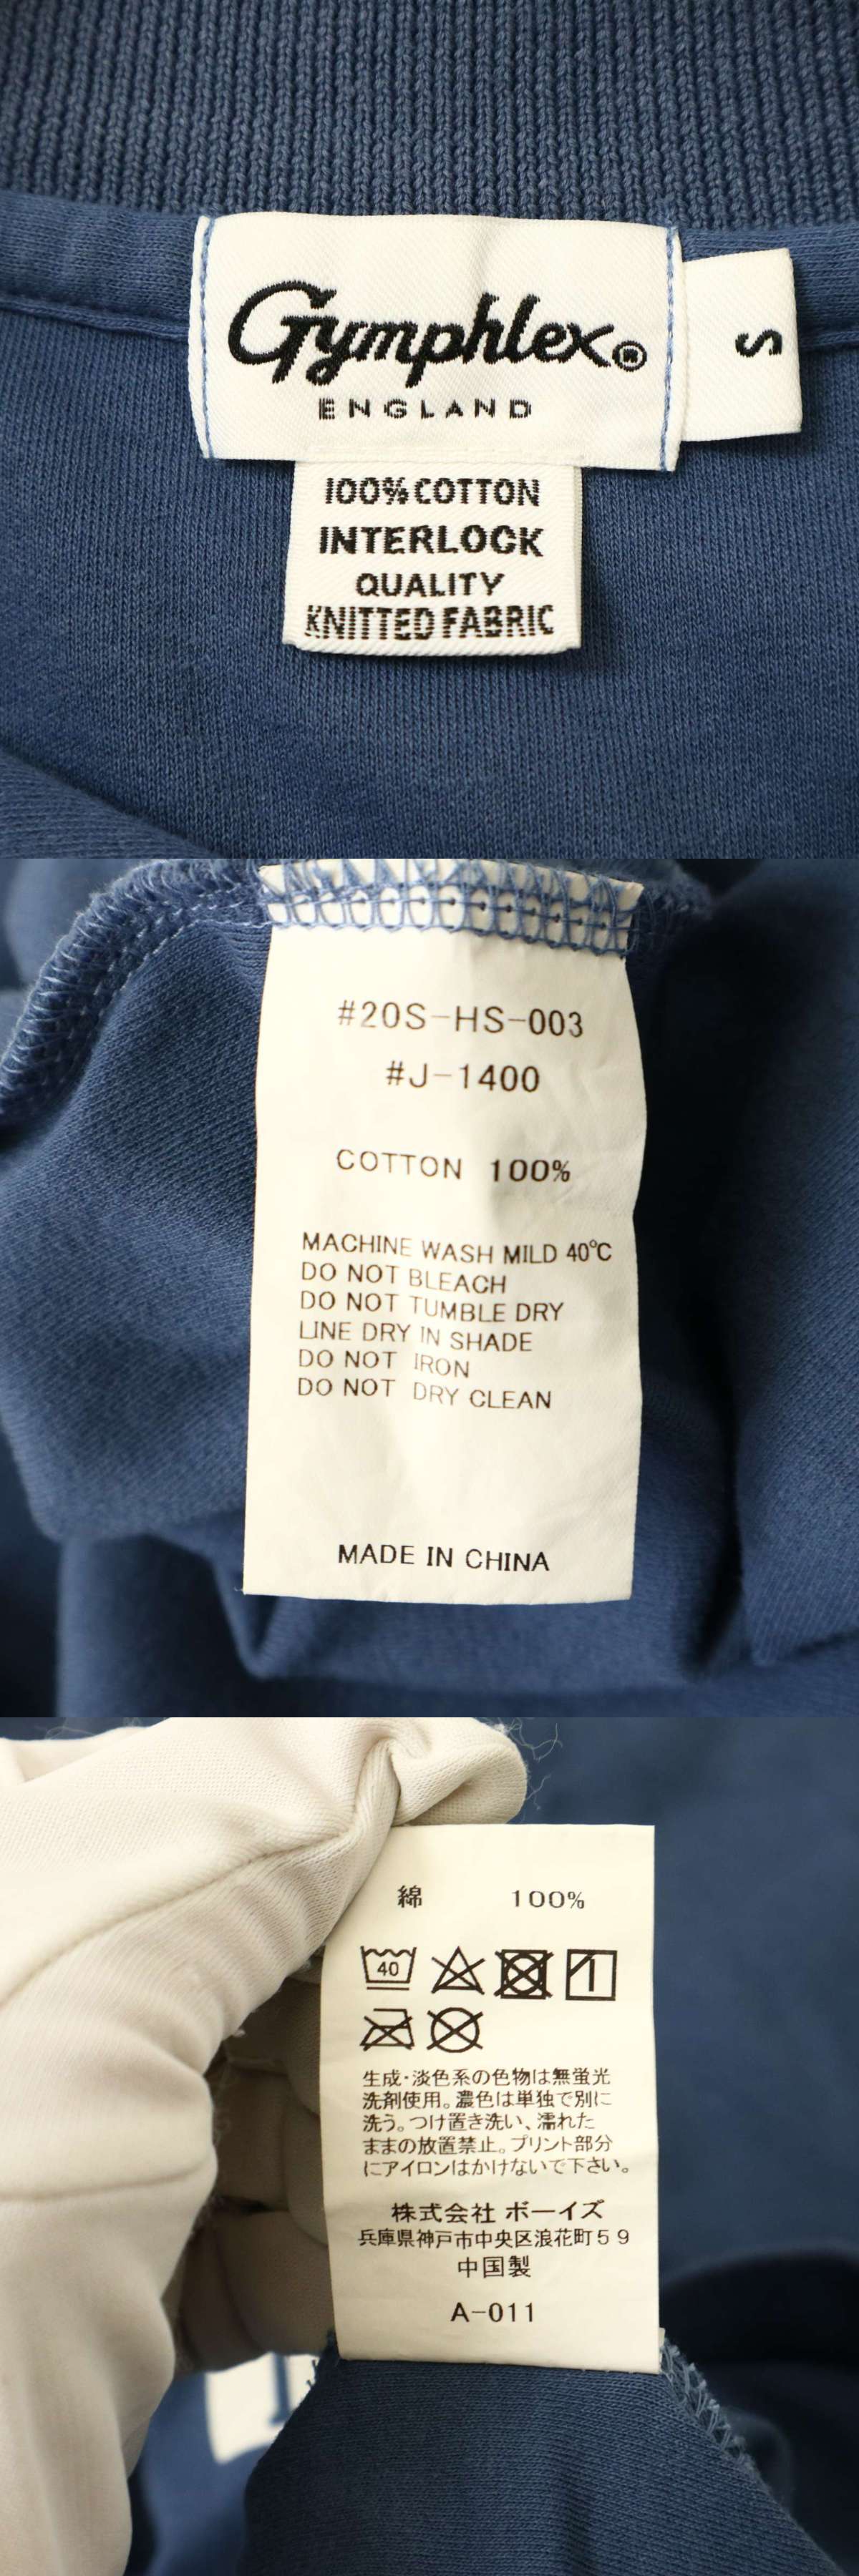 Gymphlex®
ENGLAND
S
100% COTTON
INTERLOCK
QUALITY
KNITTED FABRIC
#20S-HS-003
#J-1400
COTTON 100%
MACHINE WASH MILD 40℃
DO NOT BLEACH
DO NOT TUMBLE DRY
LINE DRY IN SHADE
DO NOT IRON
DO NOT DRY CLEAN
MADE IN CHINA
綿 100%
40
生成・淡色系の色物は無蛍光
洗剤使用。濃色は単独で別に
洗う。つけ置き洗い、濡れた
ままの放置禁止。プリント部分
にアイロンはかけないで下さい。
株式会社 ボーイズ
兵庫県神戸市中央区浪花町59
中国製
A-011